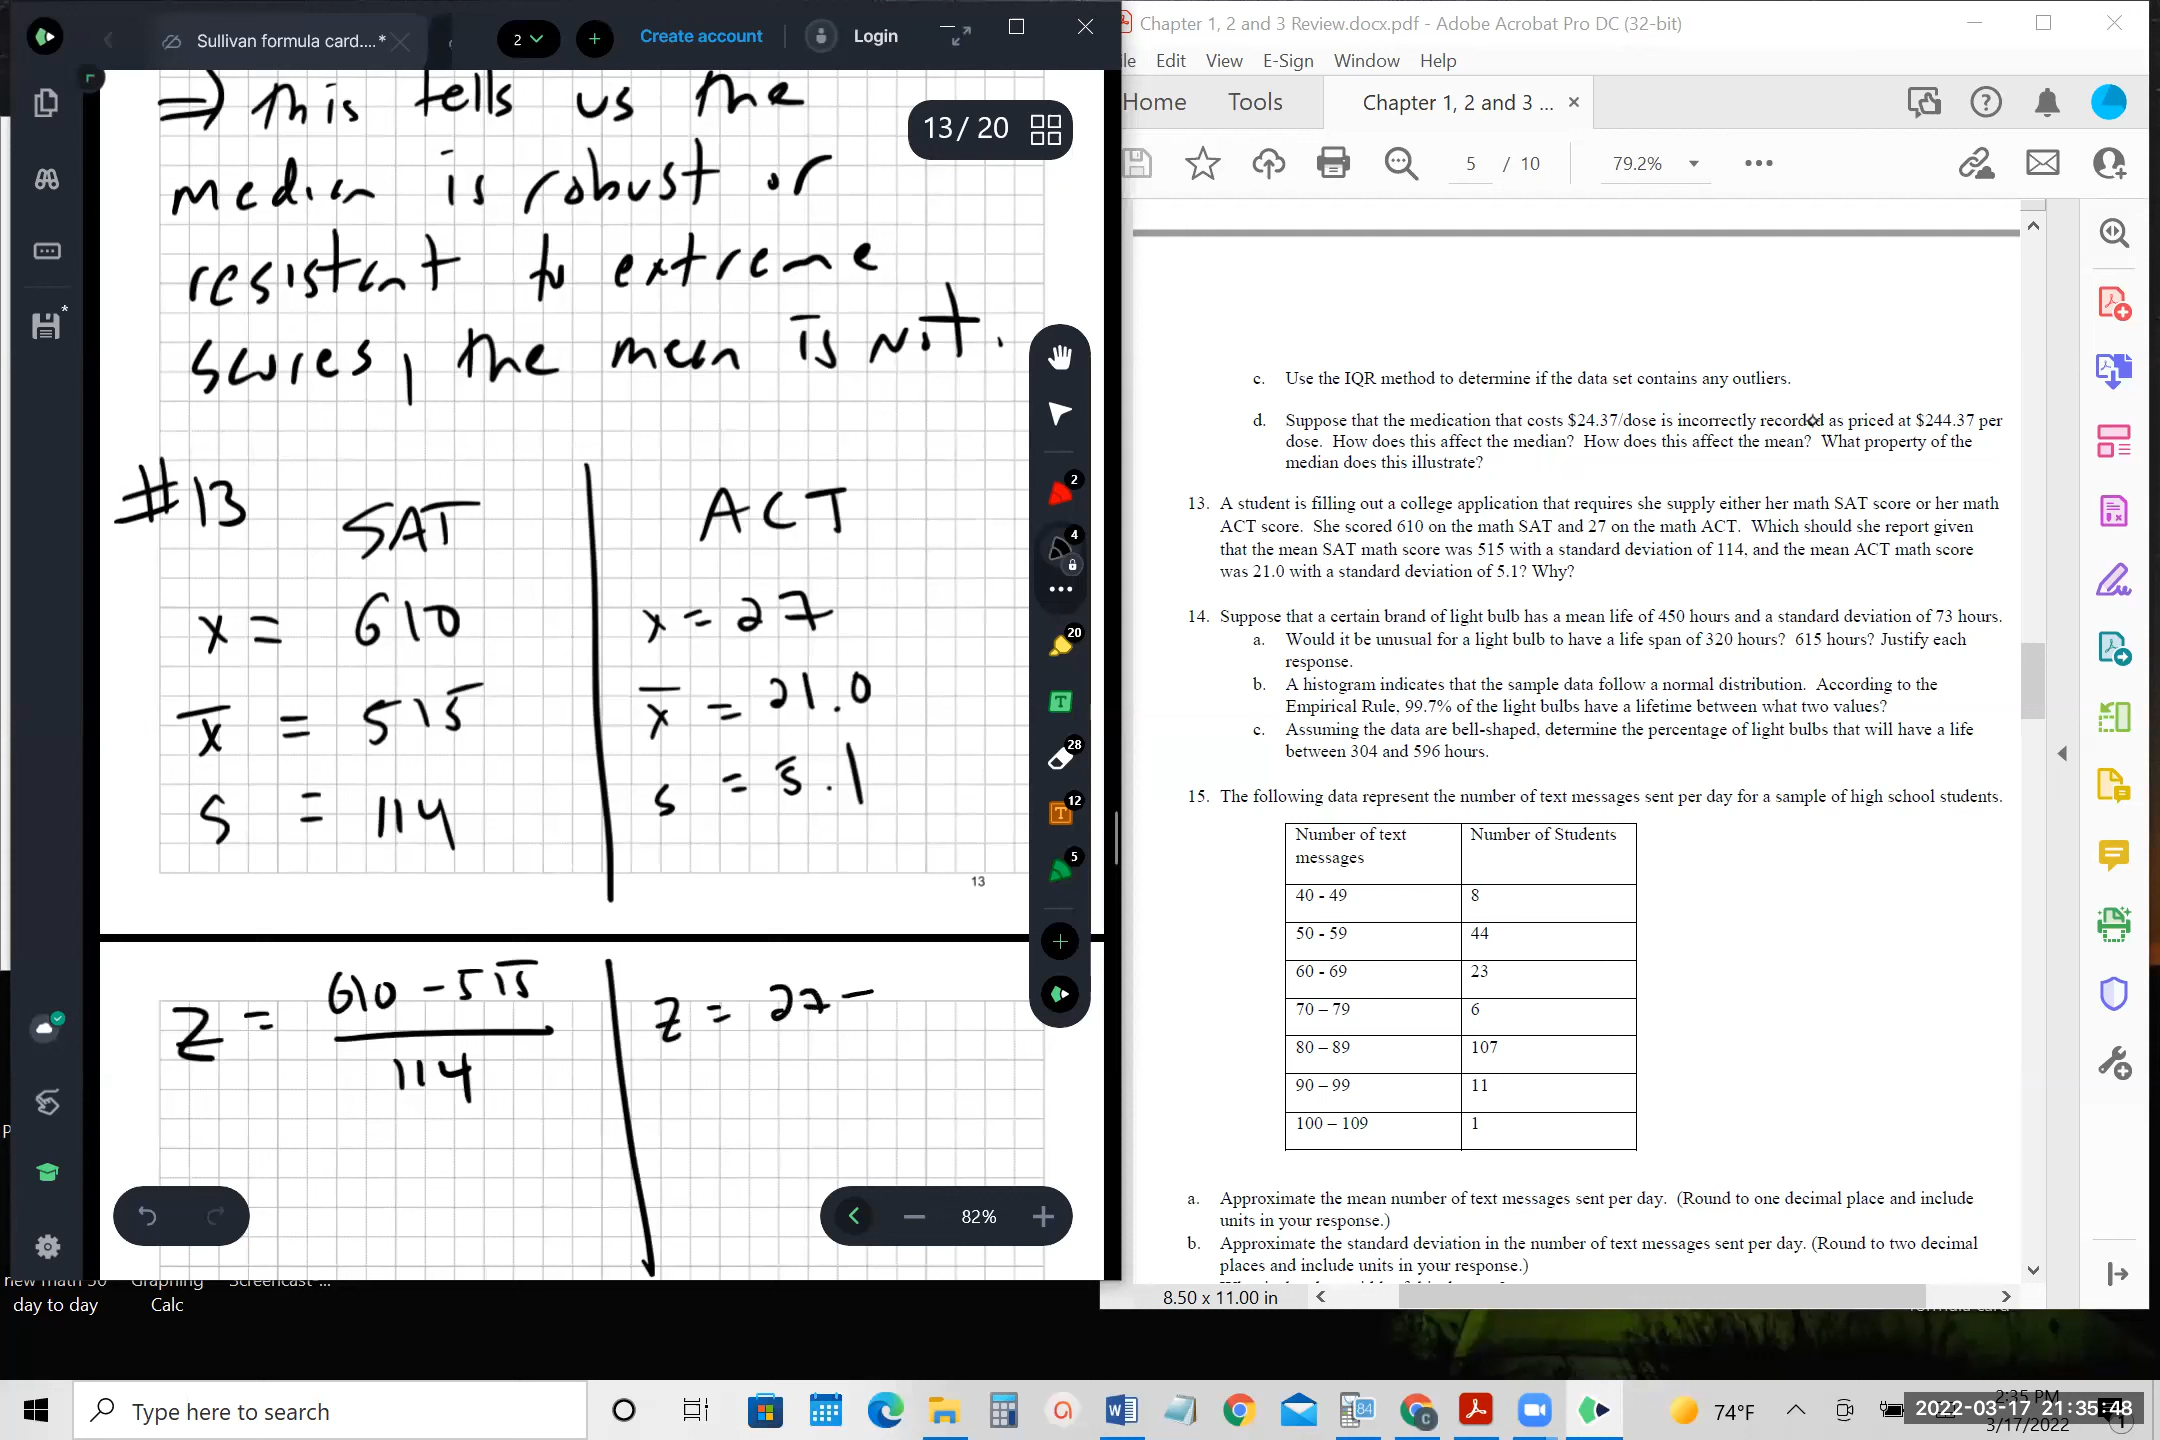 Sullivan formula card....*
2
Create account
Login
13/ 20
⇒ this tells us the
median is robust or
resistant to extreme
scores, the mean is not.
#13 SAT ACT
x = 610 x = 27
x̄ = 515 x̄ = 21.0
s = 114 s = 5.1
13
z = (610 - 515)/114 z = 27 -
2
4
20
28
12
5
82%
Chapter 1, 2 and 3 Review.docx.pdf - Adobe Acrobat Pro DC (32-bit)
Edit View E-Sign Window Help
Home Tools Chapter 1, 2 and 3 ... ×
5 / 10 79.2%
c. Use the IQR method to determine if the data set contains any outliers.
d. Suppose that the medication that costs $24.37/dose is incorrectly recorded as priced at $244.37 per
dose. How does this affect the median? How does this affect the mean? What property of the
median does this illustrate?
13. A student is filling out a college application that requires she supply either her math SAT score or her math
ACT score. She scored 610 on the math SAT and 27 on the math ACT. Which should she report given
that the mean SAT math score was 515 with a standard deviation of 114, and the mean ACT math score
was 21.0 with a standard deviation of 5.1? Why?
14. Suppose that a certain brand of light bulb has a mean life of 450 hours and a standard deviation of 73 hours.
a. Would it be unusual for a light bulb to have a life span of 320 hours? 615 hours? Justify each
response.
b. A histogram indicates that the sample data follow a normal distribution. According to the
Empirical Rule, 99.7% of the light bulbs have a lifetime between what two values?
c. Assuming the data are bell-shaped, determine the percentage of light bulbs that will have a life
between 304 and 596 hours.
15. The following data represent the number of text messages sent per day for a sample of high school students.
Number of text messages Number of Students
40 - 49 8
50 - 59 44
60 - 69 23
70 – 79 6
80 – 89 107
90 – 99 11
100 – 109 1
a. Approximate the mean number of text messages sent per day. (Round to one decimal place and include
units in your response.)
b. Approximate the standard deviation in the number of text messages sent per day. (Round to two decimal
places and include units in your response.)
8.50 x 11.00 in
day to day
Calc
Type here to search
84
74°F
2:35 PM
2022-03-17 21:35:48
3/17/2022